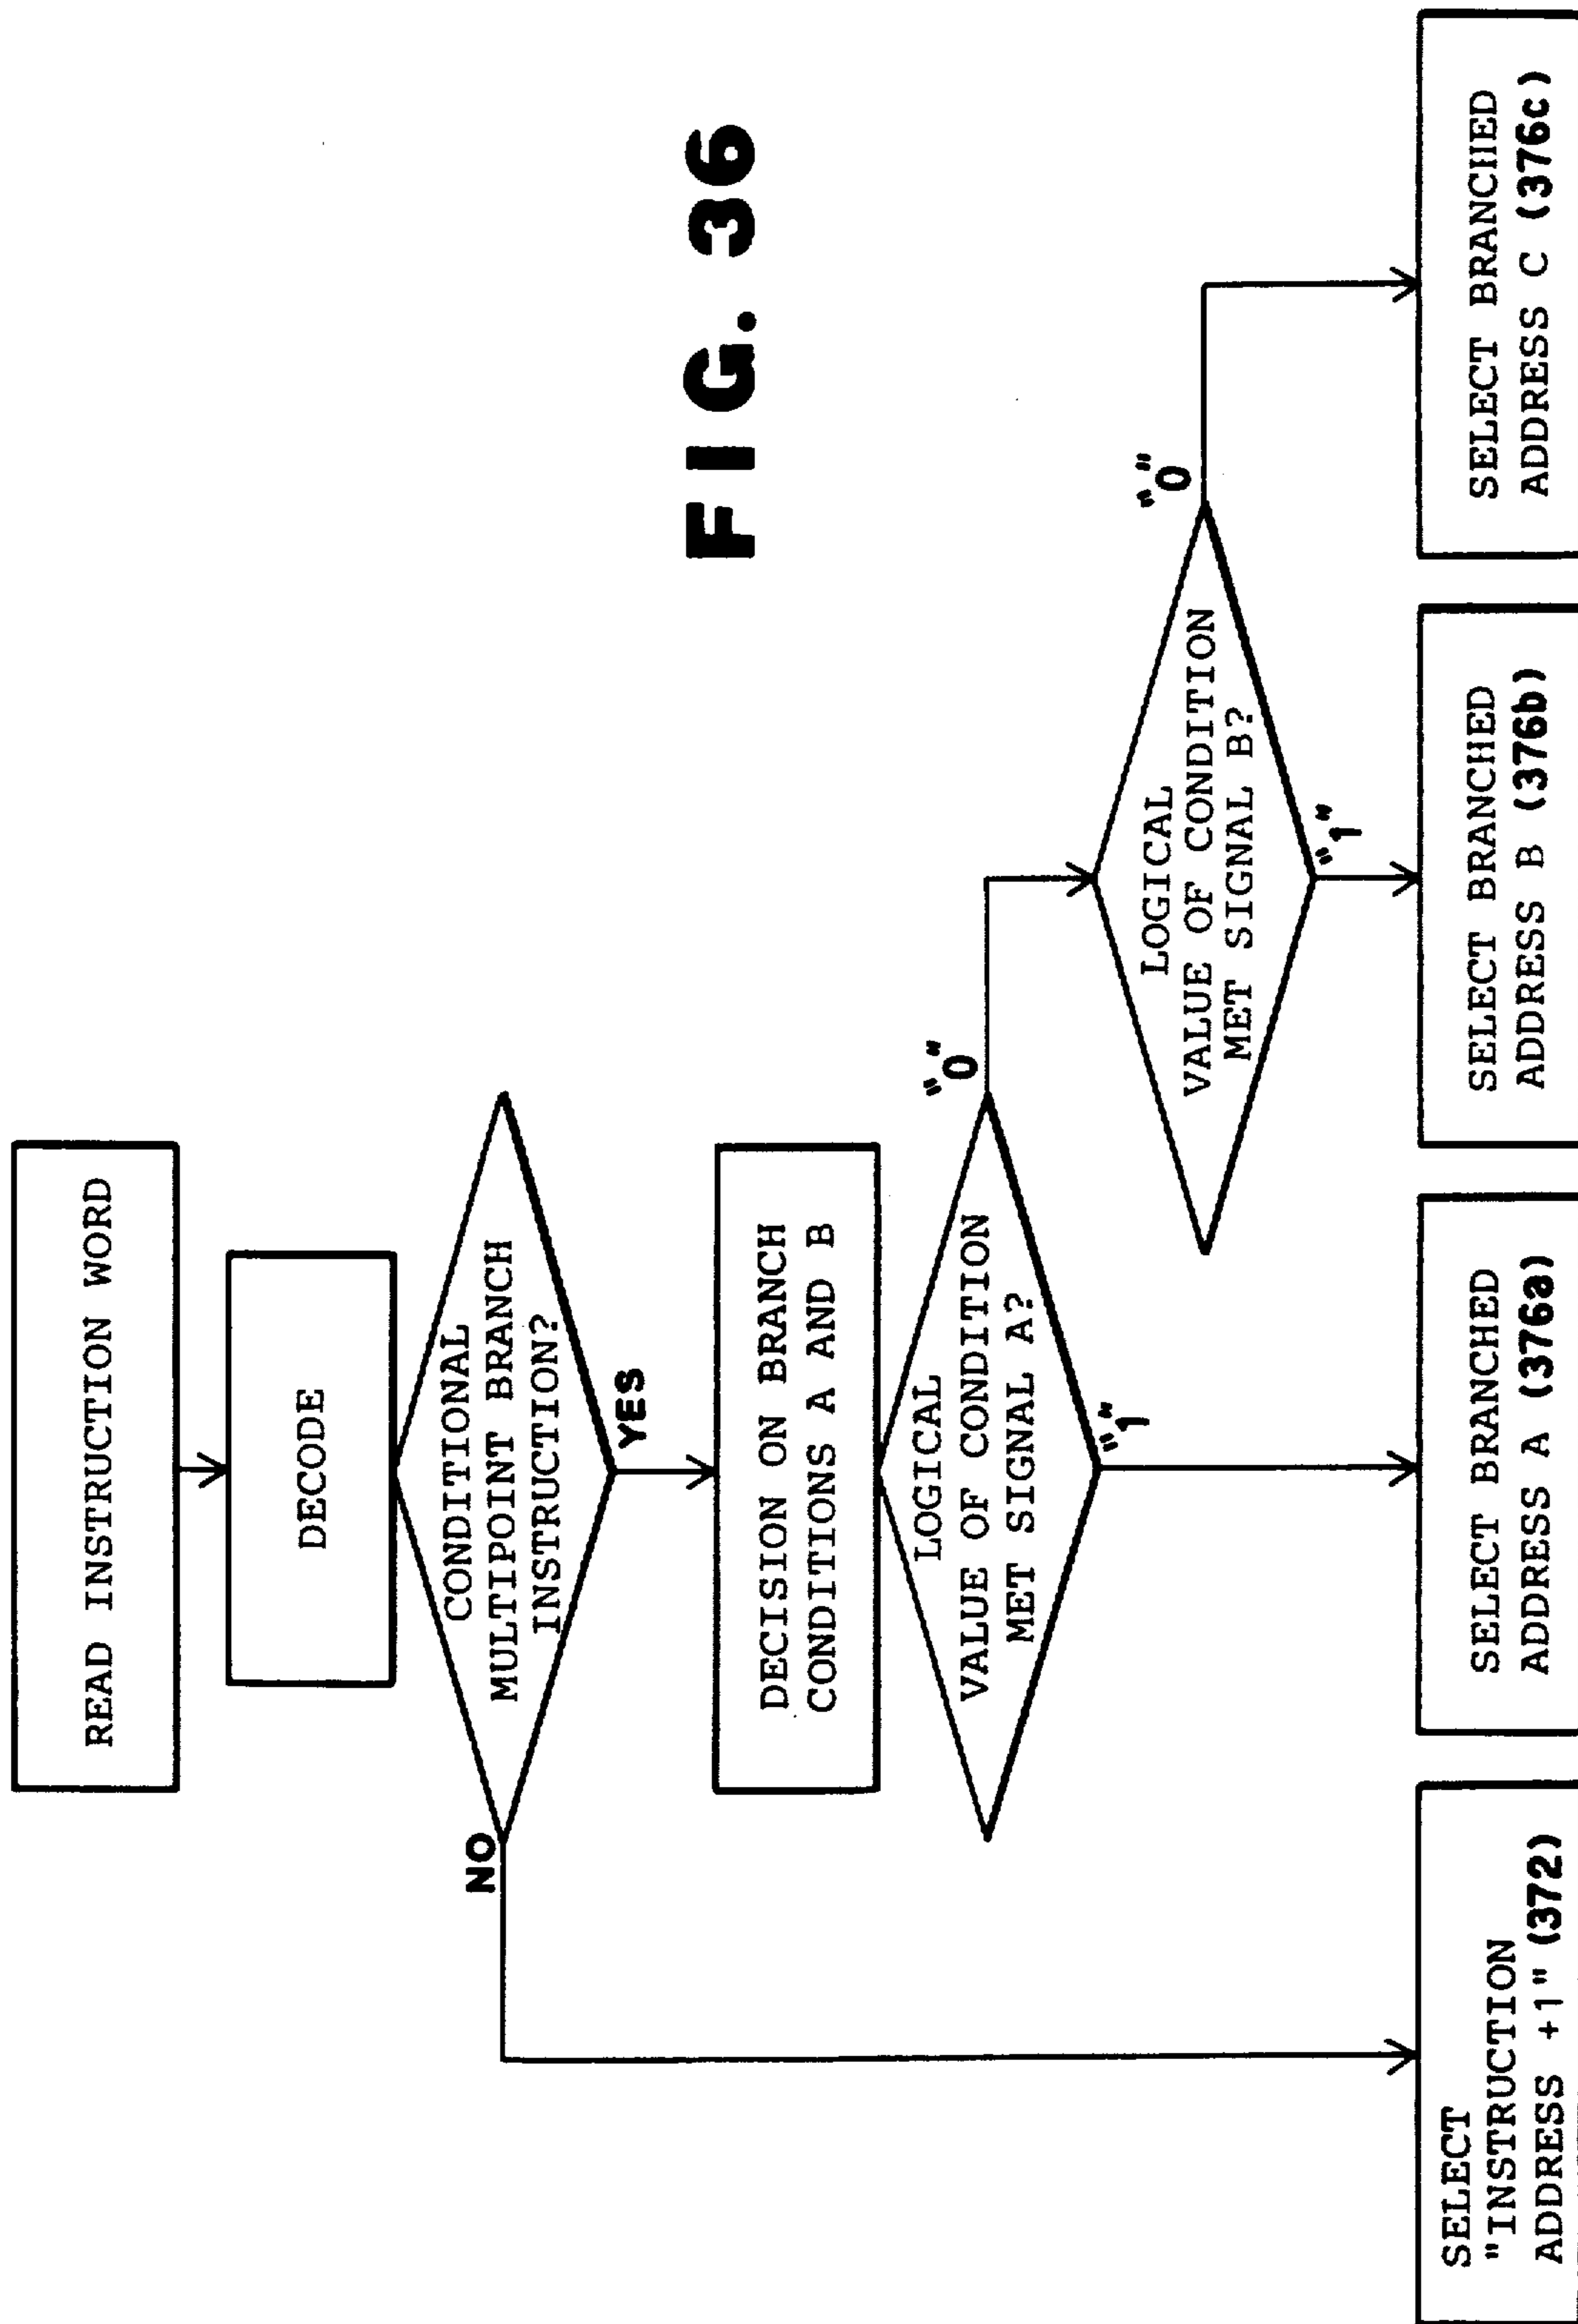 FIG. 36
READ INSTRUCTION WORD
DECODE
CONDITIONAL
MULTIPOINT BRANCH
INSTRUCTION?
NO
YES
DECISION ON BRANCH
CONDITIONS A AND B
LOGICAL
VALUE OF CONDITION
MET SIGNAL A?
"0"
"1"
LOGICAL
VALUE OF CONDITION
MET SIGNAL B?
"0"
"1"
SELECT
"INSTRUCTION
ADDRESS +1" (372)
SELECT BRANCHED
ADDRESS A (376a)
SELECT BRANCHED
ADDRESS B (376b)
SELECT BRANCHED
ADDRESS C (376c)